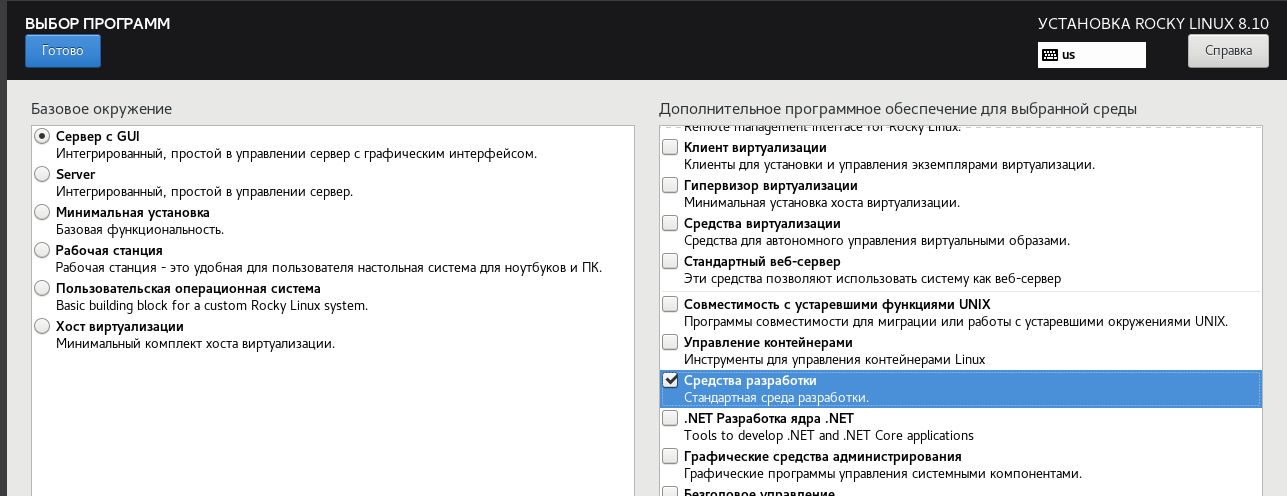 ВЫБОР ПРОГРАММ
УСТАНОВКА ROCKY LINUX 8.10
Готово
us
Справка
Базовое окружение
Сервер с GUI
Интегрированный, простой в управлении сервер с графическим интерфейсом.
Server
Интегрированный, простой в управлении сервер.
Минимальная установка
Базовая функциональность.
Рабочая станция
Рабочая станция - это удобная для пользователя настольная система для ноутбуков и ПК.
Пользовательская операционная система
Basic building block for a custom Rocky Linux system.
Хост виртуализации
Минимальный комплект хоста виртуализации.
Дополнительное программное обеспечение для выбранной среды
Remote management interface for Rocky Linux.
Клиент виртуализации
Клиенты для установки и управления экземплярами виртуализации.
Гипервизор виртуализации
Минимальная установка хоста виртуализации.
Средства виртуализации
Средства для автономного управления виртуальными образами.
Стандартный веб-сервер
Эти средства позволяют использовать систему как веб-сервер
Совместимость с устаревшими функциями UNIX
Программы совместимости для миграции или работы с устаревшими окружениями UNIX.
Управление контейнерами
Инструменты для управления контейнерами Linux
Средства разработки
Стандартная среда разработки.
.NET Разработка ядра .NET
Tools to develop .NET and .NET Core applications
Графические средства администрирования
Графические программы управления системными компонентами.
Безголовое управление